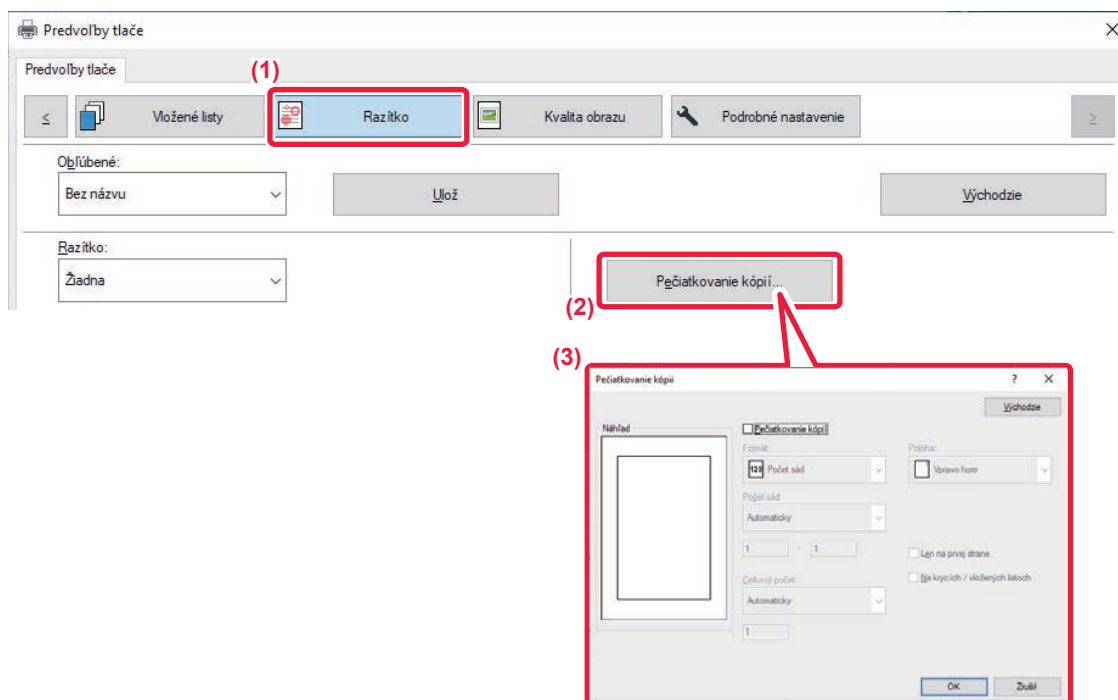 Predvoľby tlače
Predvoľby tlače
(1)
< Vložené listy Razítko Kvalita obrazu Podrobné nastavenie >
Obľúbené:
Bez názvu Ulož Východzie
Razítko:
Žiadna Pečiatkovanie kópií...
(2)
(3)
Pečiatkovanie kópií ?
Východzie
Náhľad Pečiatkovanie kópií
Formát: Poloha:
123 Počet sád Vpravo hore
Počet sád:
Automaticky
1 - 1 Len na prvej strane
Celkový počet: Na krycích / vložených listoch
Automaticky
1
OK Zrušiť